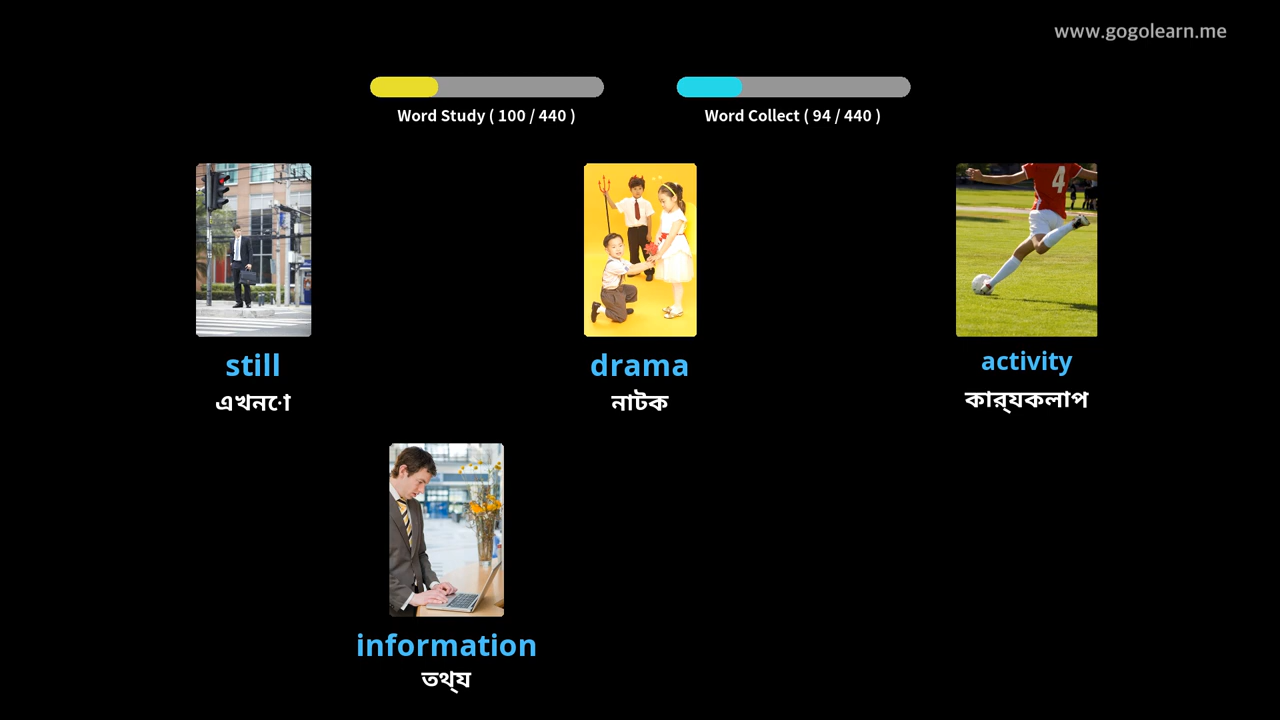 www.gogolearn.me
Word Study ( 100 / 440 )
Word Collect ( 94 / 440 )
4
still
drama
activity
এখনো
নাটক
কার্যকলাপ
information
তথ্য